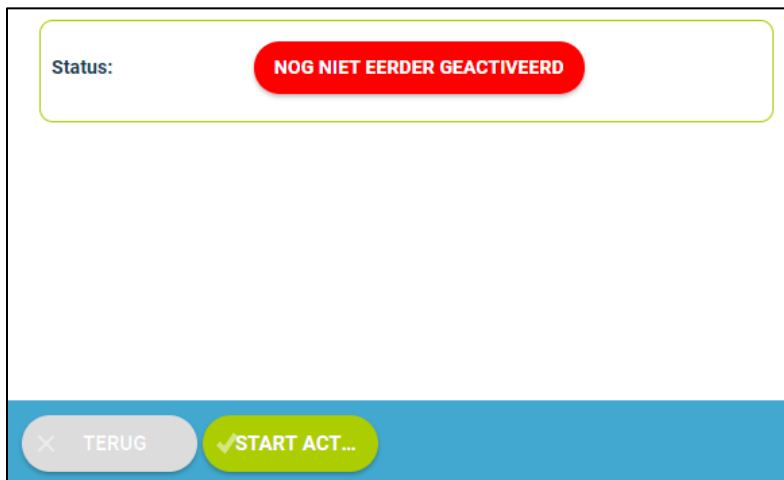 Status:
NOG NIET EERDER GEACTIVEERD
TERUG
START ACT...